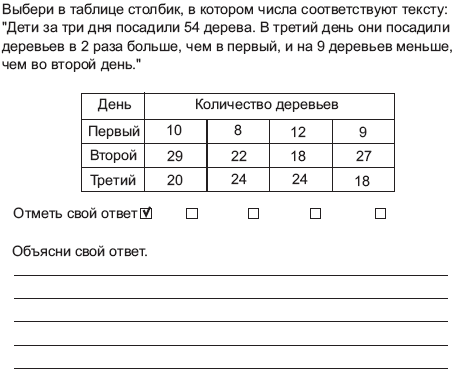 Выбери в таблице столбик, в котором числа соответствуют тексту:
"Дети за три дня посадили 54 дерева. В третий день они посадили
деревьев в 2 раза больше, чем в первый, и на 9 деревьев меньше,
чем во второй день."
День Количество деревьев
Первый 10 8 12 9
Второй 29 22 18 27
Третий 20 24 24 18
Отметь свой ответ
Объясни свой ответ.